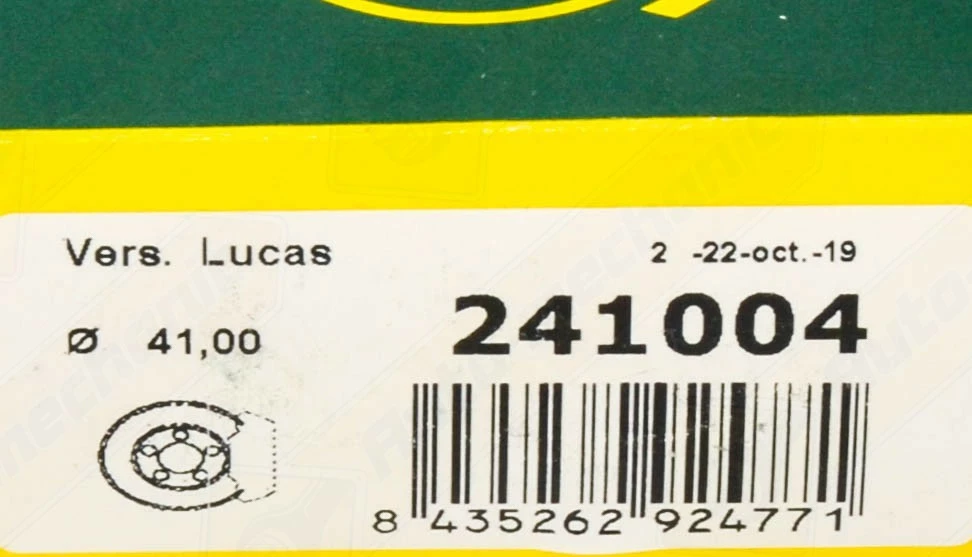 Vers. Lucas
2 -22-oct.-19
Ø 41,00
241004
8 435262 924771